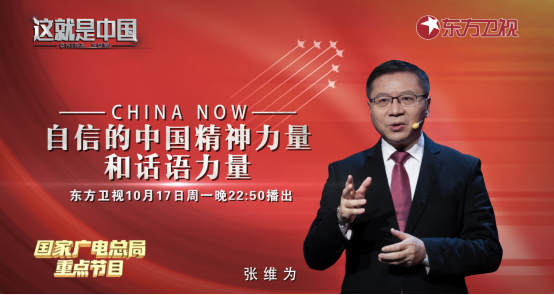 这就是中国
CHINA NOW
东方卫视
CHINA NOW
自信的中国精神力量
和话语力量
东方卫视10月17日周一晚22:50播出
国家广电总局
重点节目
张维为